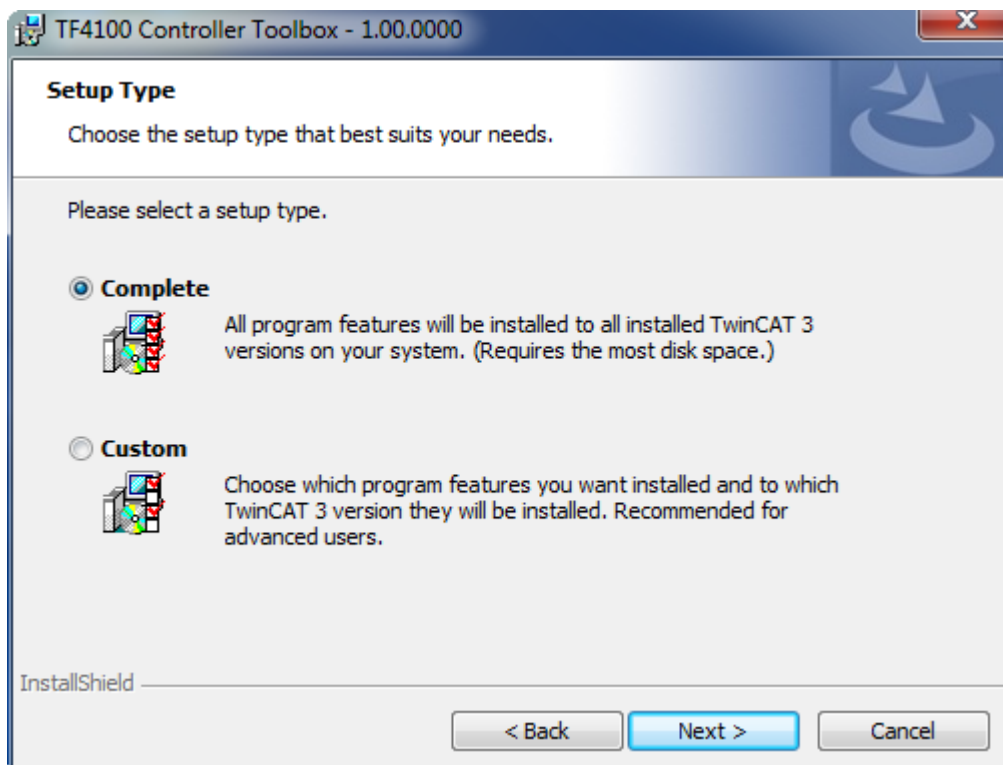 TF4100 Controller Toolbox - 1.00.0000
Setup Type
Choose the setup type that best suits your needs.
Please select a setup type.
Complete
All program features will be installed to all installed TwinCAT 3
versions on your system. (Requires the most disk space.)
Custom
Choose which program features you want installed and to which
TwinCAT 3 version they will be installed. Recommended for
advanced users.
InstallShield
< Back
Next >
Cancel